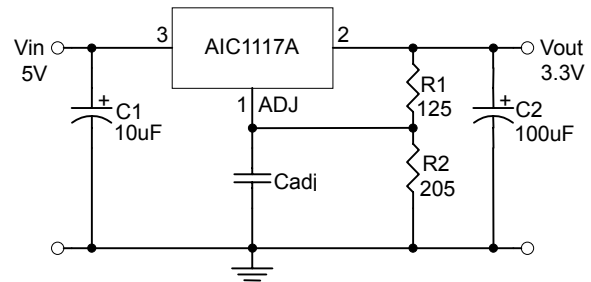 Vin
5V
3
AIC1117A
2
Vout
3.3V
1
ADJ
C1
10uF
R1
125
C2
100uF
R2
205
Cadj